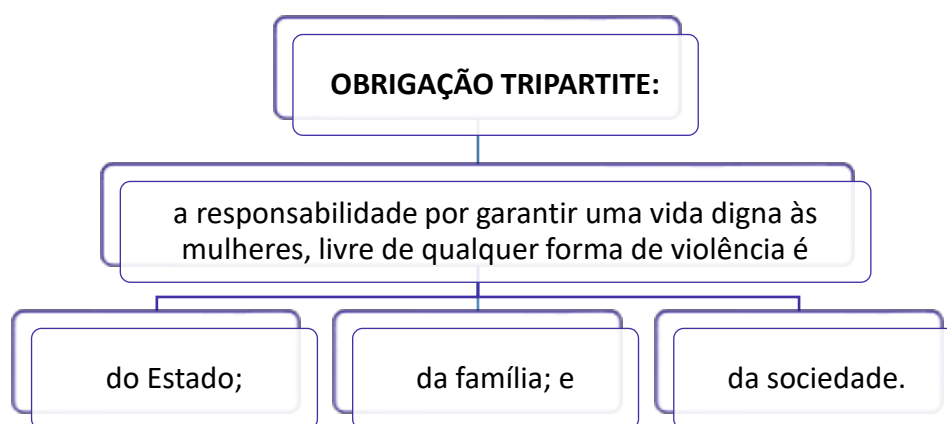 OBRIGAÇÃO TRIPARTITE:
a responsabilidade por garantir uma vida digna às
mulheres, livre de qualquer forma de violência é
do Estado;
da família; e
da sociedade.